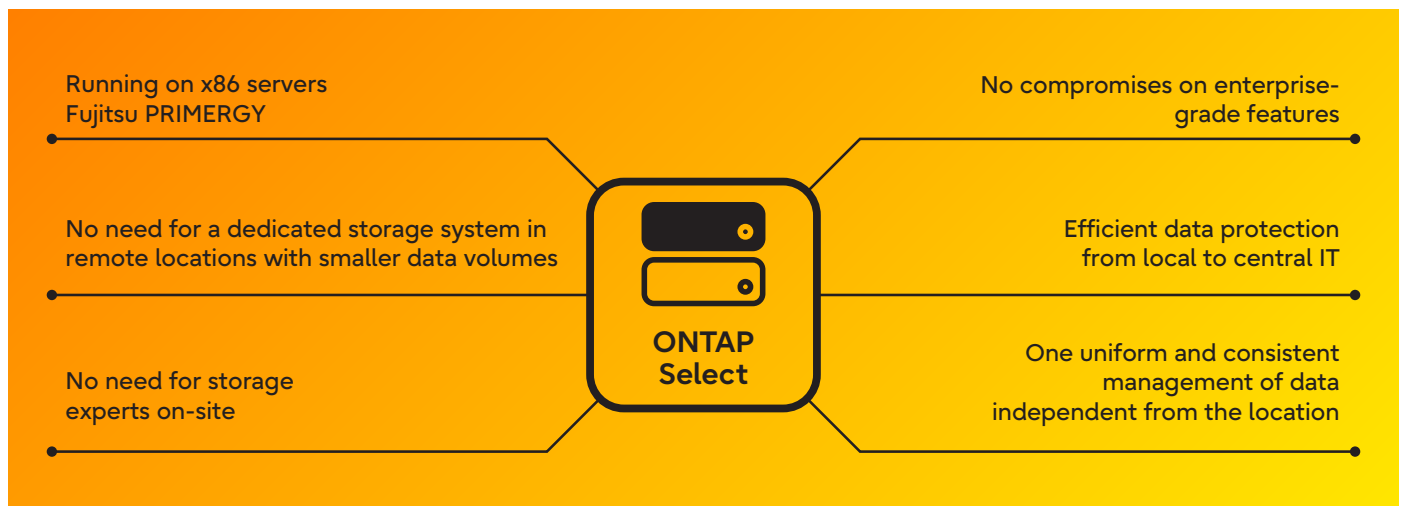 Running on x86 servers
Fujitsu PRIMERGY
No need for a dedicated storage system in
remote locations with smaller data volumes
No need for storage
experts on-site
ONTAP
Select
No compromises on enterprise-
grade features
Efficient data protection
from local to central IT
One uniform and consistent
management of data
independent from the location